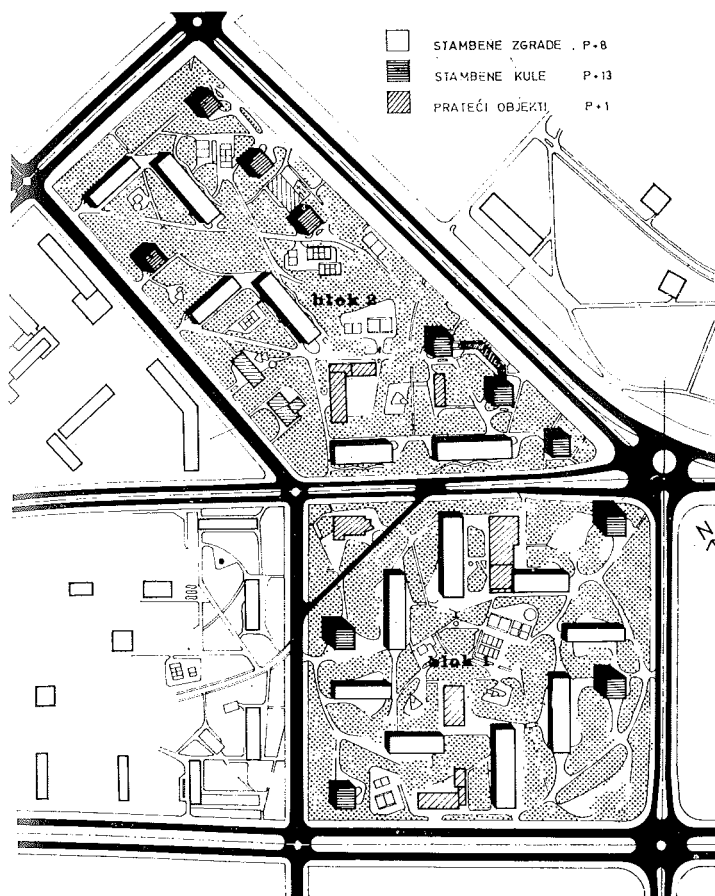 STAMBENE ZGRADE P+8
STAMBENE KULE P+13
PRATEĆI OBJEKTI P+1
blok 2
blok 1